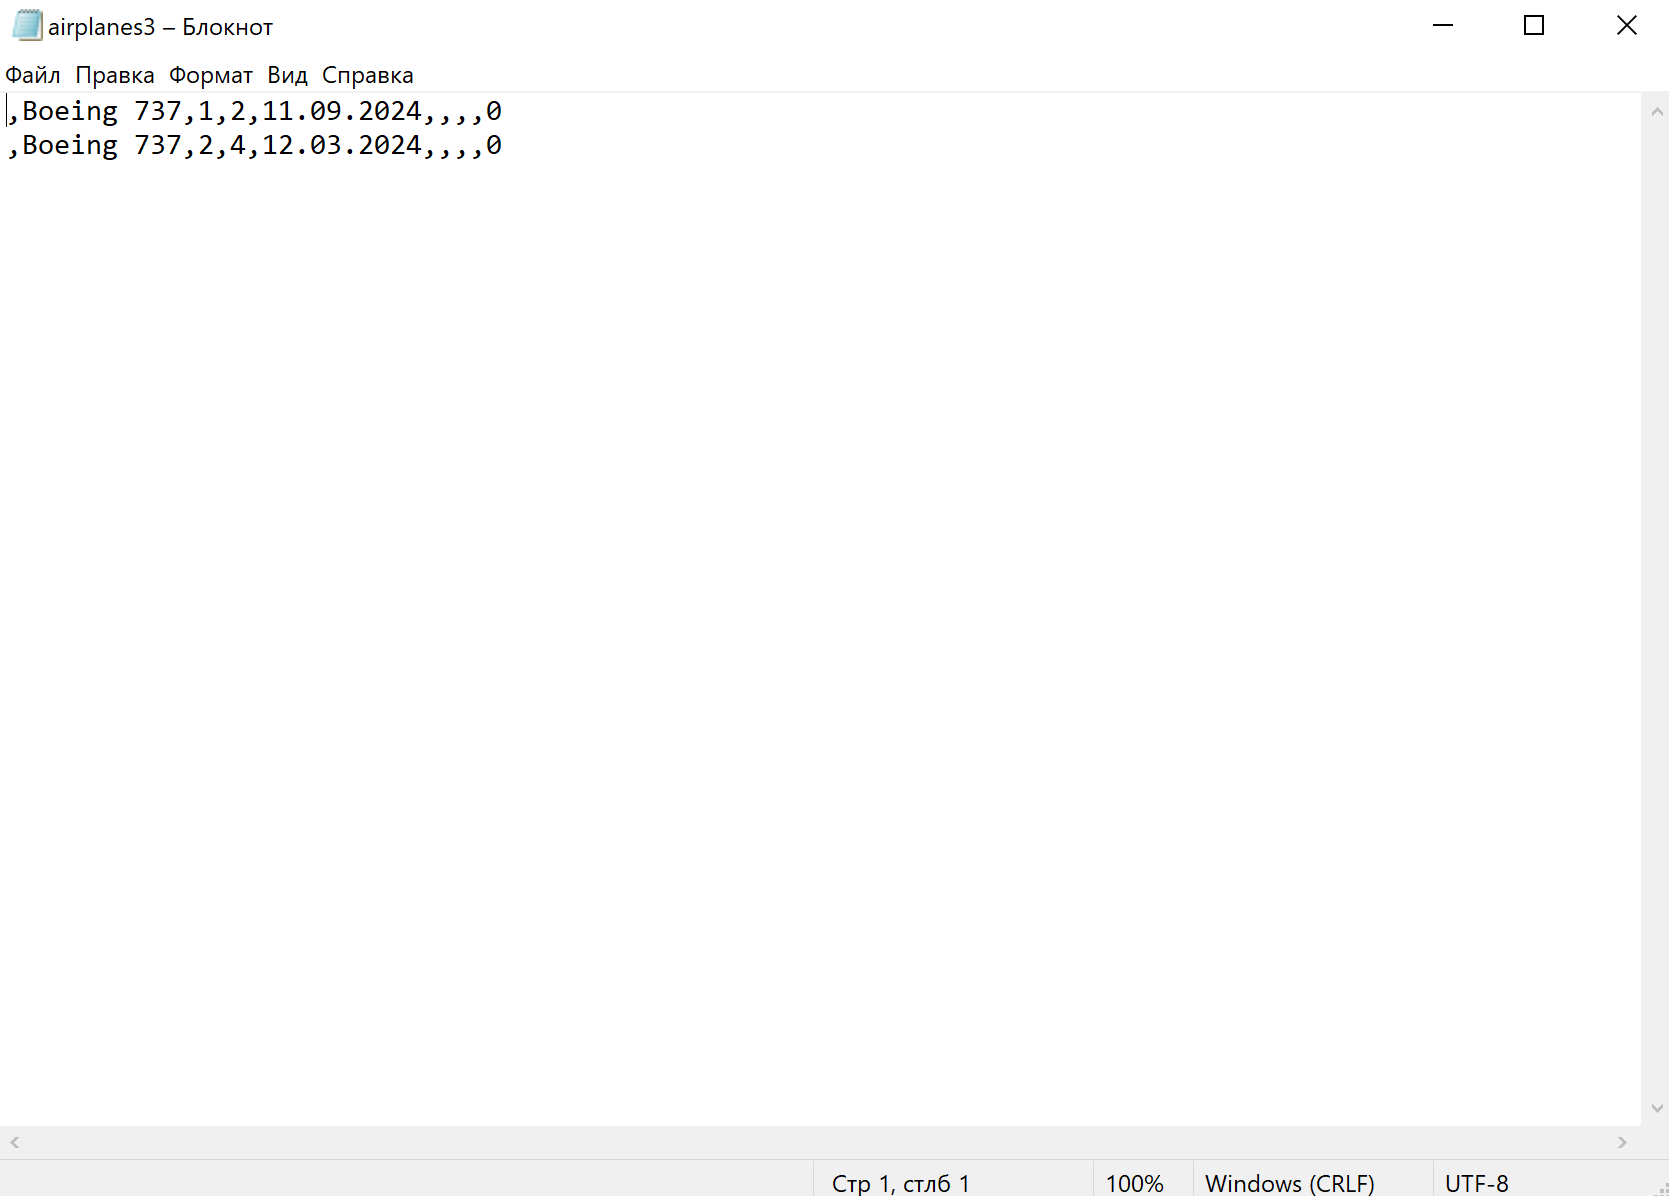 airplanes3 – Блокнот
Файл Правка Формат Вид Справка
,Boeing 737,1,2,11.09.2024,,,,0
,Boeing 737,2,4,12.03.2024,,,,0
Стр 1, стлб 1 100% Windows (CRLF) UTF-8